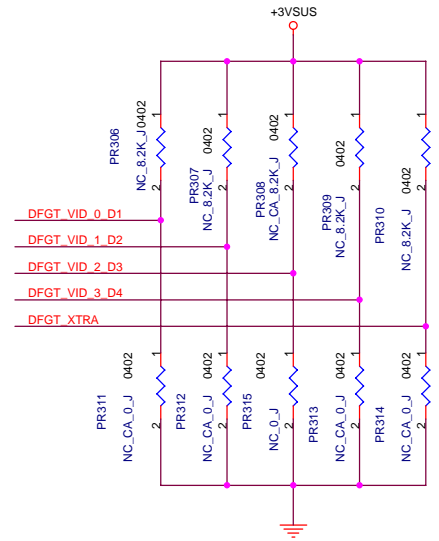 +3VSUS
PR306
NC_8.2K_J
0402
1
2
PR307
NC_8.2K_J
0402
1
2
PR308
NC_CA_8.2K_J
0402
1
2
PR309
NC_8.2K_J
0402
1
2
PR310
NC_8.2K_J
0402
1
2
DFGT_VID_0_D1
DFGT_VID_1_D2
DFGT_VID_2_D3
DFGT_VID_3_D4
DFGT_XTRA
PR311
NC_CA_0_J
0402
1
2
PR312
NC_CA_0_J
0402
1
2
PR315
NC_0_J
0402
1
2
PR313
NC_CA_0_J
0402
1
2
PR314
NC_CA_0_J
0402
1
2